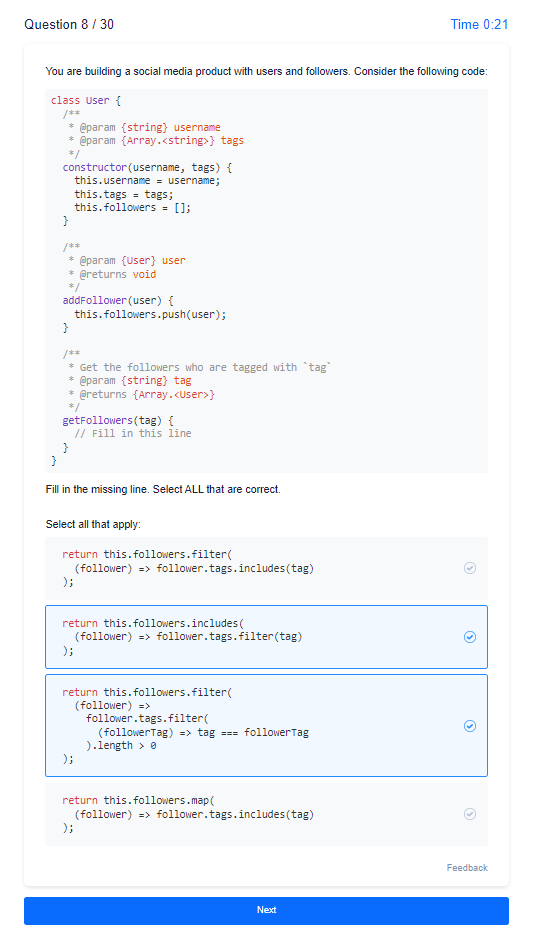 Question 8 / 30
Time 0:21
You are building a social media product with users and followers. Consider the following code:
class User {
  /**
   * @param {string} username
   * @param {Array.<string>} tags
   */
  constructor(username, tags) {
    this.username = username;
    this.tags = tags;
    this.followers = [];
  }

  /**
   * @param {User} user
   * @returns void
   */
  addFollower(user) {
    this.followers.push(user);
  }

  /**
   * Get the followers who are tagged with `tag`
   * @param {string} tag
   * @returns {Array.<User>}
   */
  getFollowers(tag) {
    // Fill in this line
  }
}
Fill in the missing line. Select ALL that are correct.
Select all that apply:
return this.followers.filter(
  (follower) => follower.tags.includes(tag)
);
return this.followers.includes(
  (follower) => follower.tags.filter(tag)
);
return this.followers.filter(
  (follower) =>
    follower.tags.filter(
      (followerTag) => tag === followerTag
    ).length > 0
);
return this.followers.map(
  (follower) => follower.tags.includes(tag)
);
Feedback
Next